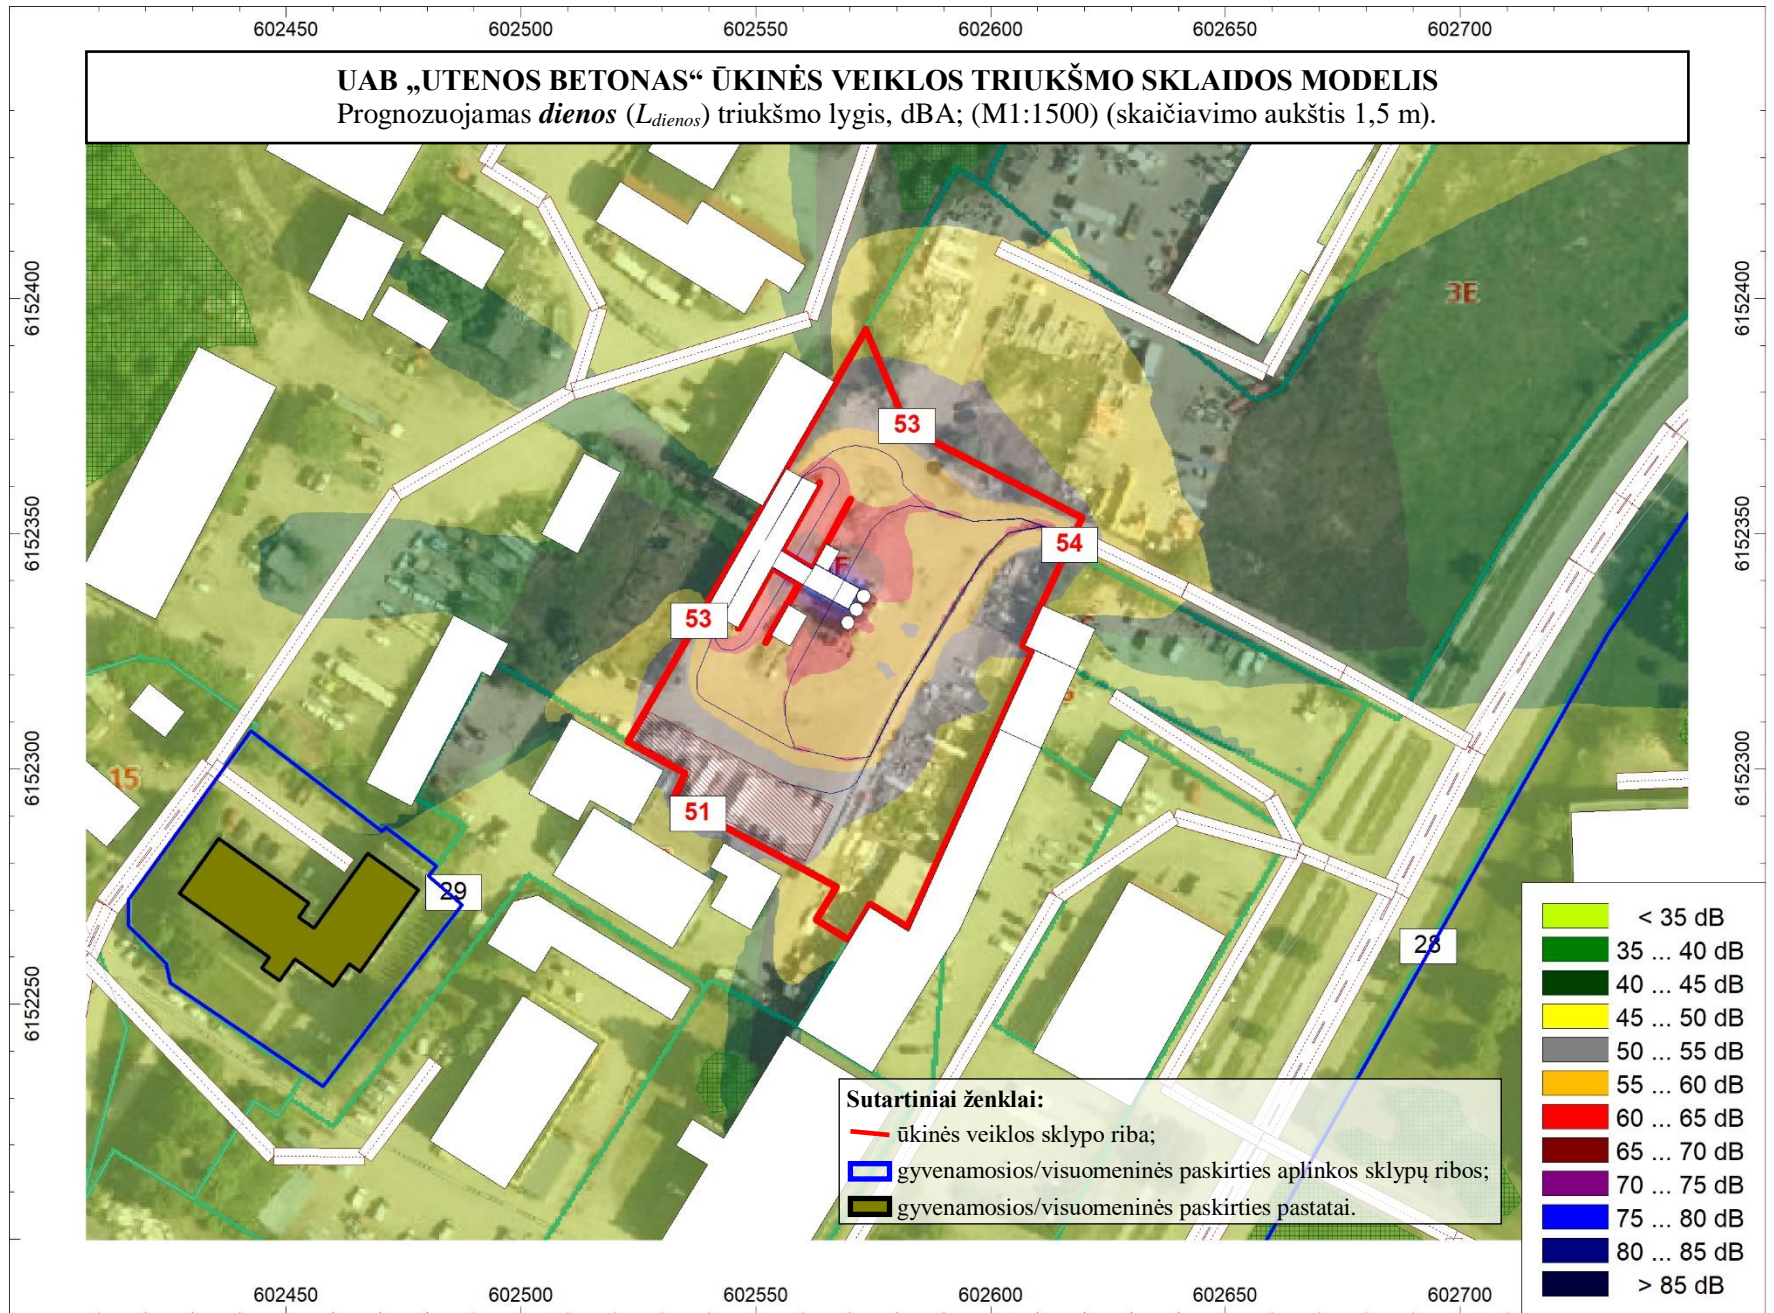 602450 602500 602550 602600 602650 602700
UAB „UTENOS BETONAS“ ŪKINĖS VEIKLOS TRIUKŠMO SKLAIDOS MODELIS
Prognozuojamas dienos (Ldienos) triukšmo lygis, dBA; (M1:1500) (skaičiavimo aukštis 1,5 m).
6152400 6152400
3E
53
6152350 6152350
54
53
6152300 6152300
15
51
29
28
6152250
< 35 dB
35 ... 40 dB
40 ... 45 dB
45 ... 50 dB
50 ... 55 dB
55 ... 60 dB
60 ... 65 dB
65 ... 70 dB
70 ... 75 dB
75 ... 80 dB
80 ... 85 dB
> 85 dB
Sutartiniai ženklai:
ūkinės veiklos sklypo riba;
gyvenamosios/visuomeninės paskirties aplinkos sklypų ribos;
gyvenamosios/visuomeninės paskirties pastatai.
602450 602500 602550 602600 602650 602700